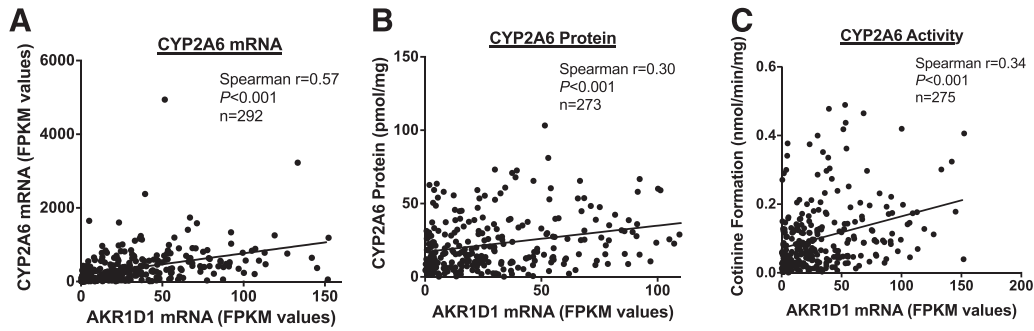 A
CYP2A6 mRNA
Spearman r=0.57
P<0.001
n=292
CYP2A6 mRNA (FPKM values)
6000
4000
2000
0
0 50 100 150
AKR1D1 mRNA (FPKM values)
B
CYP2A6 Protein
Spearman r=0.30
P<0.001
n=273
CYP2A6 Protein (pmol/mg)
150
100
50
0
0 50 100
AKR1D1 mRNA (FPKM values)
C
CYP2A6 Activity
Spearman r=0.34
P<0.001
n=275
Cotinine Formation (nmol/min/mg)
0.6
0.4
0.2
0.0
0 50 100 150 200
AKR1D1 mRNA (FPKM values)